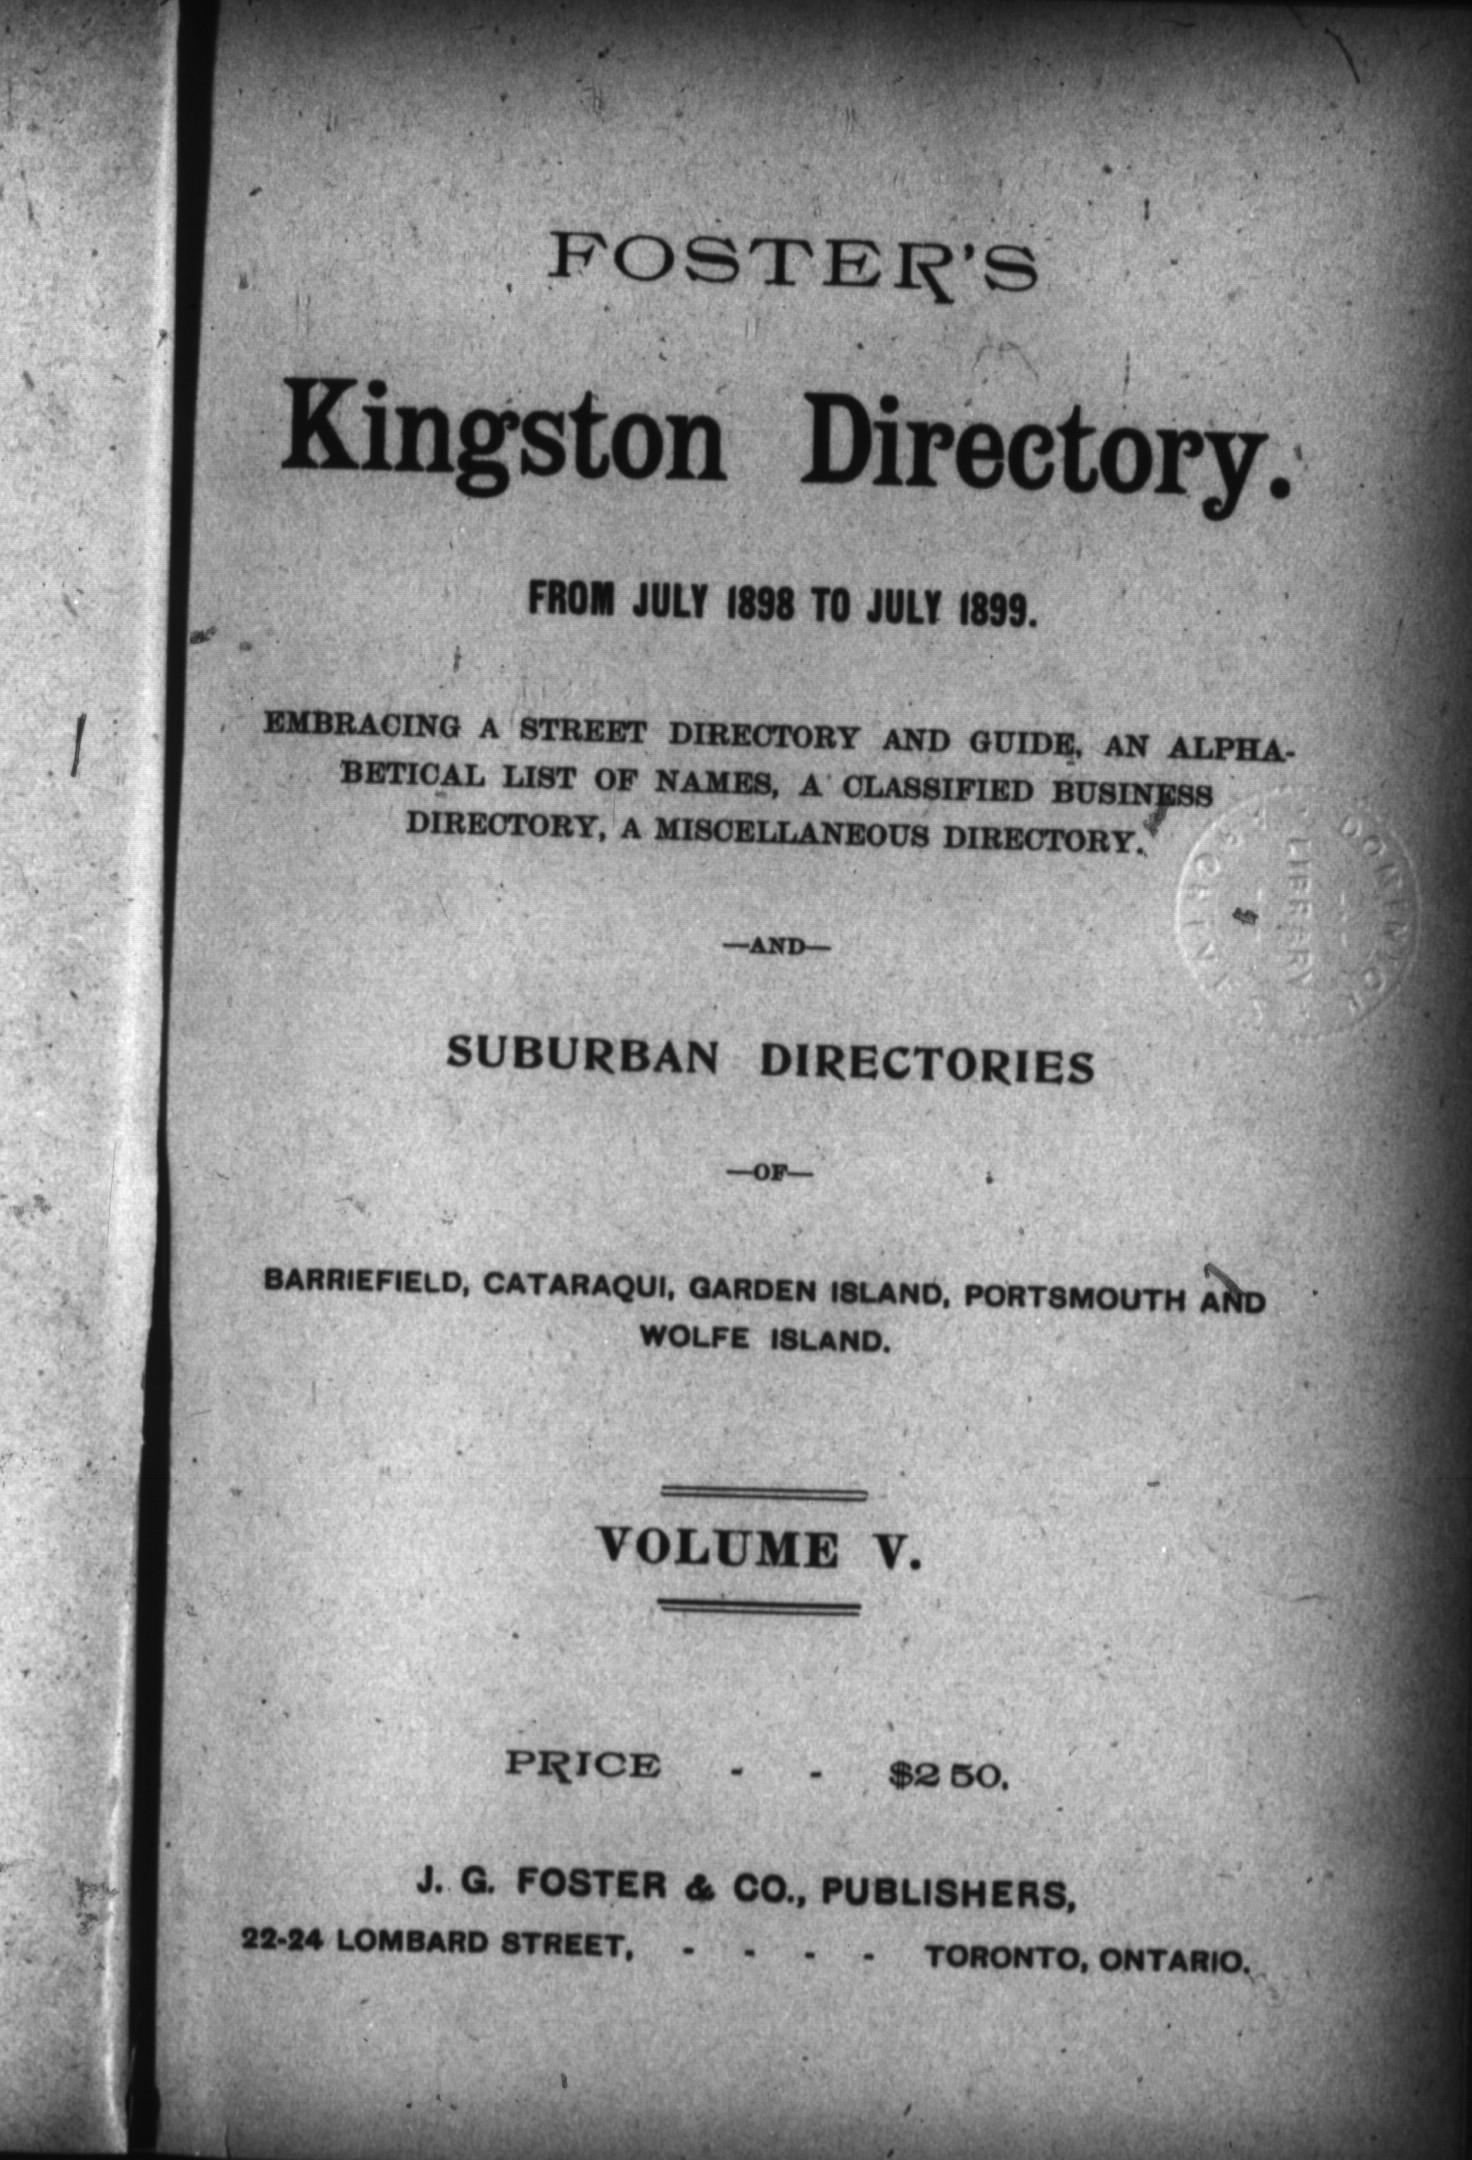 FOSTER'S
Kingston Directory.
FROM JULY 1898 TO JULY 1899.
EMBRACING A STREET DIRECTORY AND GUIDE, AN ALPHA-
BETICAL LIST OF NAMES, A CLASSIFIED BUSINESS
DIRECTORY, A MISCELLANEOUS DIRECTORY.
—AND—
SUBURBAN DIRECTORIES
—OF—
BARRIEFIELD, CATARAQUI, GARDEN ISLAND, PORTSMOUTH AND
WOLFE ISLAND.
VOLUME V.
PRICE - - $2 50.
J. G. FOSTER & CO., PUBLISHERS,
22-24 LOMBARD STREET, - - - - TORONTO, ONTARIO.